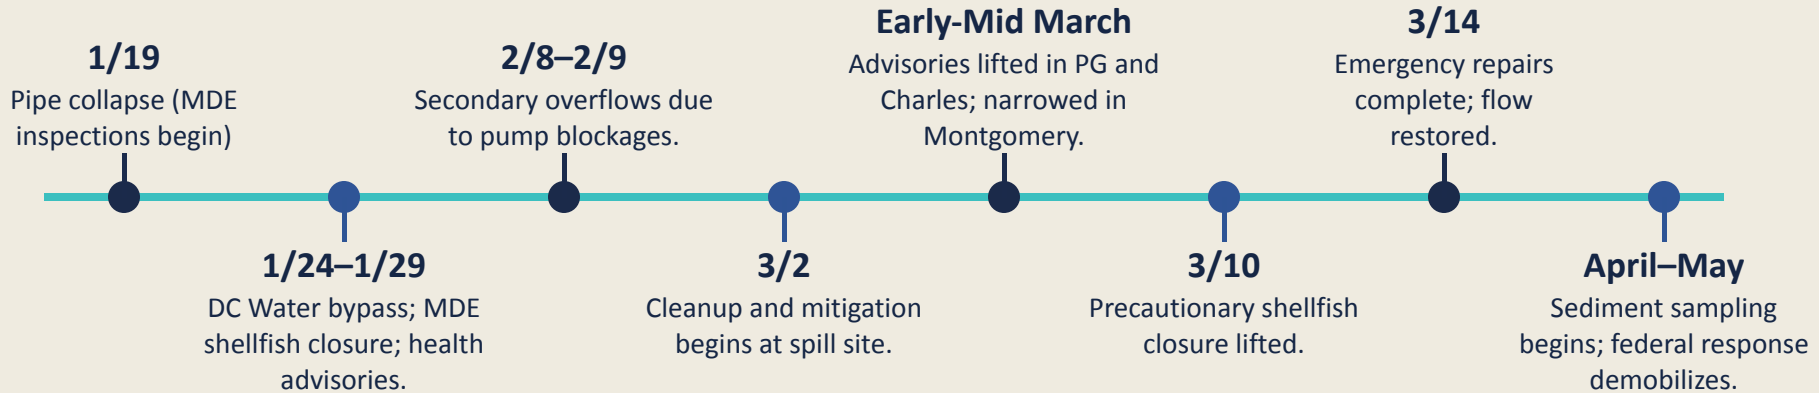 1/19
Pipe collapse (MDE
inspections begin)
1/24–1/29
DC Water bypass; MDE
shellfish closure; health
advisories.
2/8–2/9
Secondary overflows due
to pump blockages.
3/2
Cleanup and mitigation
begins at spill site.
Early-Mid March
Advisories lifted in PG and
Charles; narrowed in
Montgomery.
3/10
Precautionary shellfish
closure lifted.
3/14
Emergency repairs
complete; flow
restored.
April–May
Sediment sampling
begins; federal response
demobilizes.